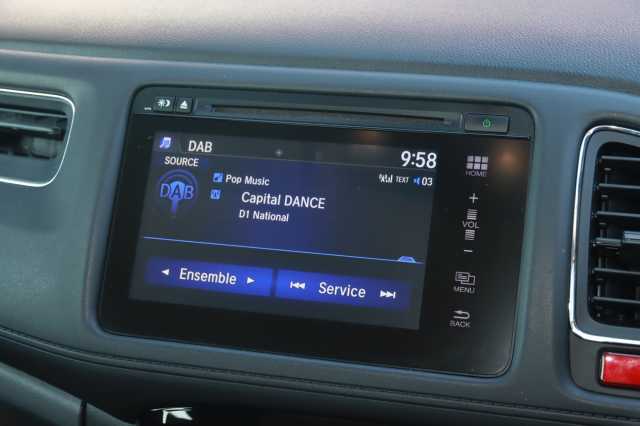 DAB
9:58
SOURCE
DAB
Pop Music
TEXT 03
Capital DANCE
D1 National
Ensemble
Service
HOME
+
VOL
−
MENU
BACK